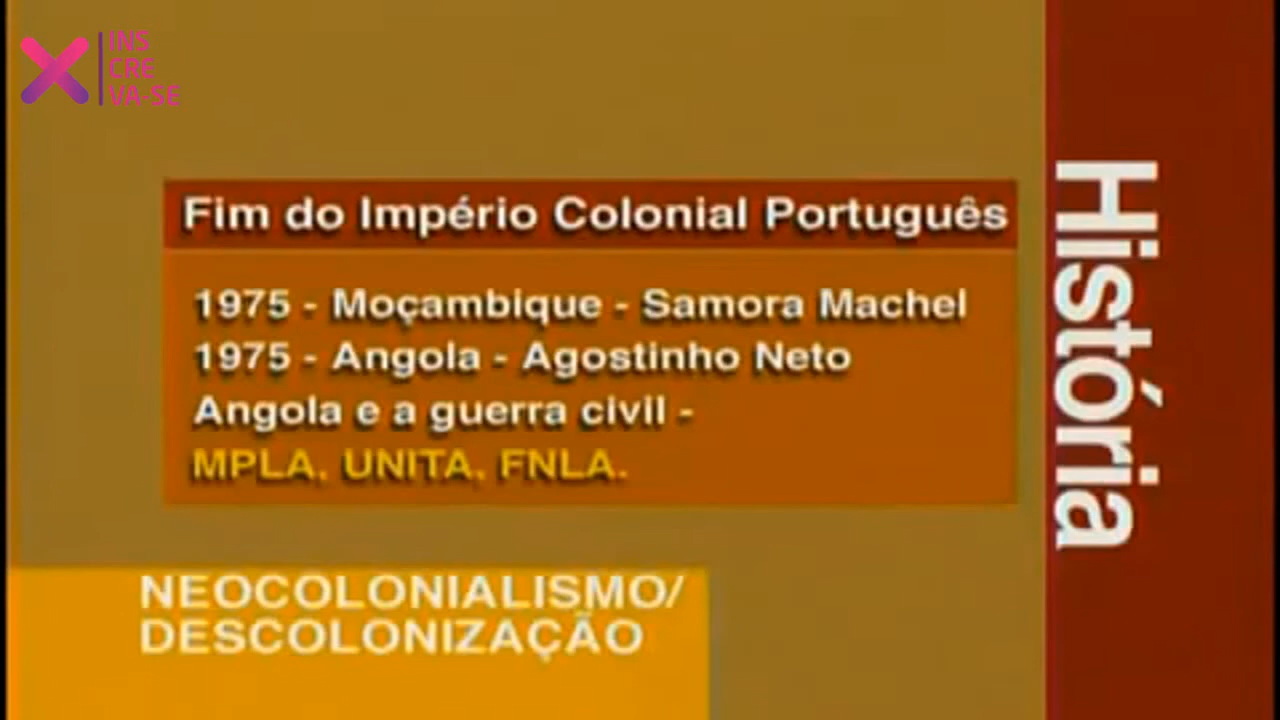 INS
CRE
VA-SE
Fim do Império Colonial Português
1975 - Moçambique - Samora Machel
1975 - Angola - Agostinho Neto
Angola e a guerra civil -
MPLA, UNITA, FNLA.
História
NEOCOLONIALISMO/
DESCOLONIZAÇÃO